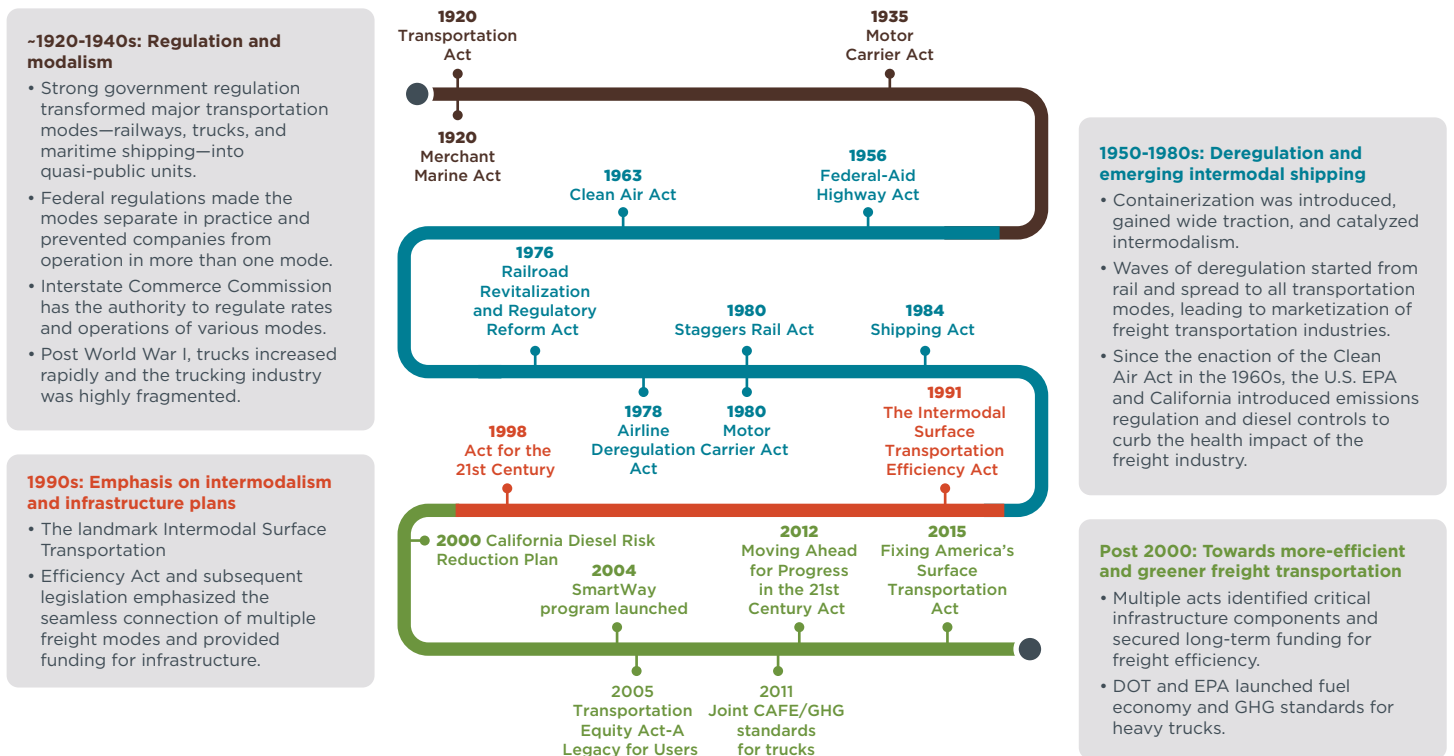 ~1920-1940s: Regulation and
modalism
• Strong government regulation
transformed major transportation
modes—railways, trucks, and
maritime shipping—into
quasi-public units.
• Federal regulations made the
modes separate in practice and
prevented companies from
operation in more than one mode.
• Interstate Commerce Commission
has the authority to regulate rates
and operations of various modes.
• Post World War I, trucks increased
rapidly and the trucking industry
was highly fragmented.
1920
Transportation
Act
1935
Motor
Carrier Act
1920
Merchant
Marine Act
1963
Clean Air Act
1956
Federal-Aid
Highway Act
1950-1980s: Deregulation and
emerging intermodal shipping
• Containerization was introduced,
gained wide traction, and catalyzed
intermodalism.
• Waves of deregulation started from
rail and spread to all transportation
modes, leading to marketization of
freight transportation industries.
• Since the enaction of the Clean
Air Act in the 1960s, the U.S. EPA
and California introduced emissions
regulation and diesel controls to
curb the health impact of the
freight industry.
1976
Railroad
Revitalization
and Regulatory
Reform Act
1980
Staggers Rail Act
1984
Shipping Act
1978
Airline
Deregulation
Act
1980
Motor
Carrier Act
1991
The Intermodal
Surface
Transportation
Efficiency Act
1998
Act for the
21st Century
1990s: Emphasis on intermodalism
and infrastructure plans
• The landmark Intermodal Surface
Transportation
• Efficiency Act and subsequent
legislation emphasized the
seamless connection of multiple
freight modes and provided
funding for infrastructure.
2000 California Diesel Risk
Reduction Plan
2004
SmartWay
program launched
2012
Moving Ahead
for Progress
in the 21st
Century Act
2015
Fixing America's
Surface
Transportation
Act
2005
Transportation
Equity Act-A
Legacy for Users
2011
Joint CAFE/GHG
standards
for trucks
Post 2000: Towards more-efficient
and greener freight transportation
• Multiple acts identified critical
infrastructure components and
secured long-term funding for
freight efficiency.
• DOT and EPA launched fuel
economy and GHG standards for
heavy trucks.